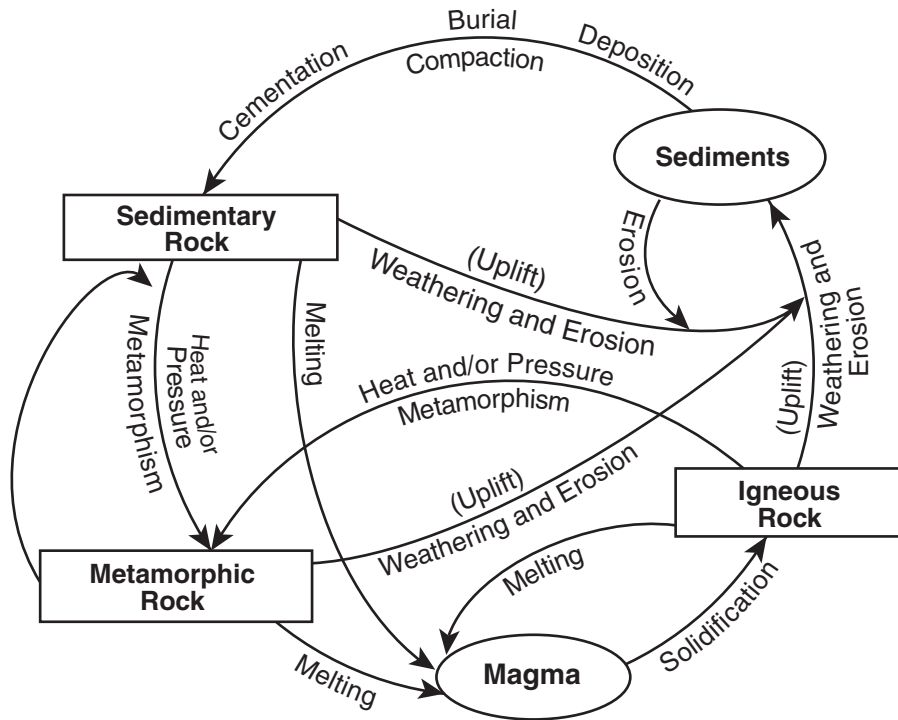 Burial
Deposition
Compaction
Cementation
Sediments
Sedimentary
Rock
Erosion
(Uplift)
Weathering and Erosion
Weathering and
Erosion
(Uplift)
Melting
Heat and/or
Pressure
Metamorphism
Heat and/or Pressure
Metamorphism
(Uplift)
Weathering and Erosion
Igneous
Rock
Metamorphic
Rock
Melting
Solidification
Magma
Melting